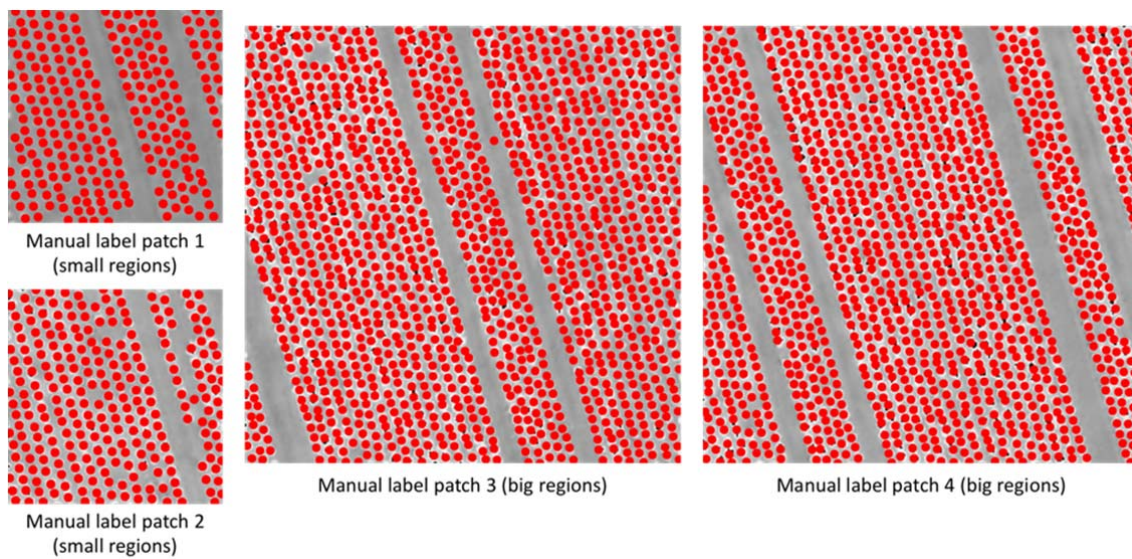 Manual label patch 1
(small regions)
Manual label patch 2
(small regions)
Manual label patch 3 (big regions)
Manual label patch 4 (big regions)